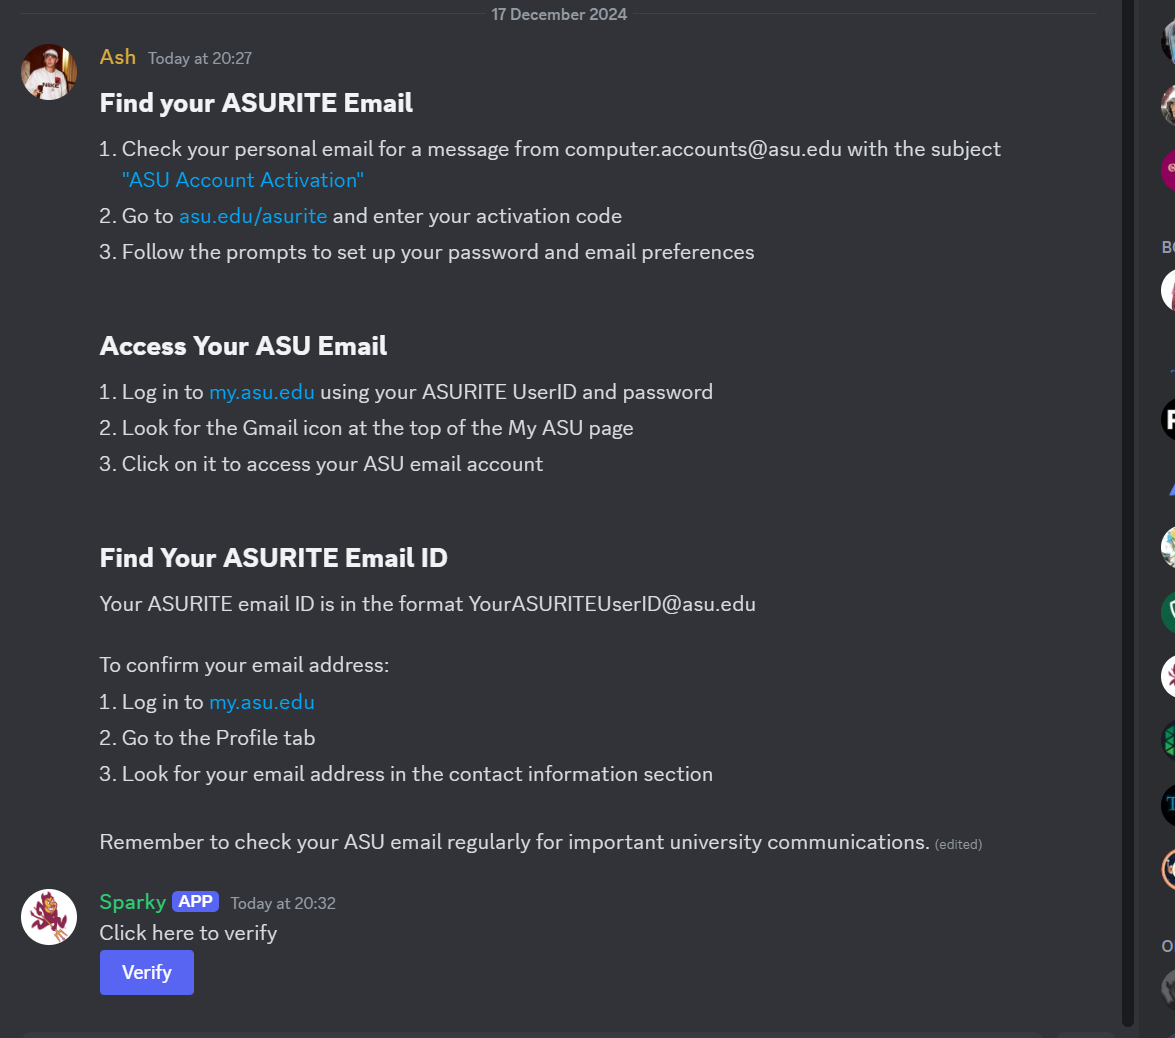 17 December 2024
Ash Today at 20:27
Find your ASURITE Email
1. Check your personal email for a message from computer.accounts@asu.edu with the subject
"ASU Account Activation"
2. Go to asu.edu/asurite and enter your activation code
3. Follow the prompts to set up your password and email preferences
Access Your ASU Email
1. Log in to my.asu.edu using your ASURITE UserID and password
2. Look for the Gmail icon at the top of the My ASU page
3. Click on it to access your ASU email account
Find Your ASURITE Email ID
Your ASURITE email ID is in the format YourASURITEUserID@asu.edu
To confirm your email address:
1. Log in to my.asu.edu
2. Go to the Profile tab
3. Look for your email address in the contact information section
Remember to check your ASU email regularly for important university communications. (edited)
Sparky APP Today at 20:32
Click here to verify
Verify